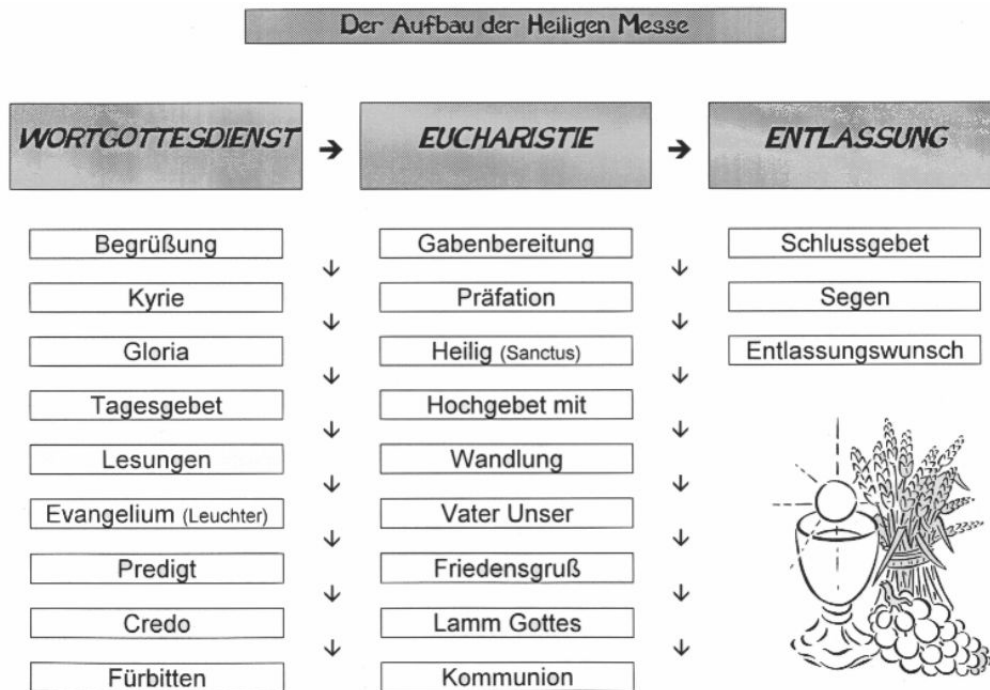 Der Aufbau der Heiligen Messe
WORTGOTTESDIENST → EUCHARISTIE → ENTLASSUNG
Begrüßung
Kyrie
Gloria
Tagesgebet
Lesungen
Evangelium (Leuchter)
Predigt
Credo
Fürbitten
Gabenbereitung
Präfation
Heilig (Sanctus)
Hochgebet mit
Wandlung
Vater Unser
Friedensgruß
Lamm Gottes
Kommunion
Schlussgebet
Segen
Entlassungswunsch